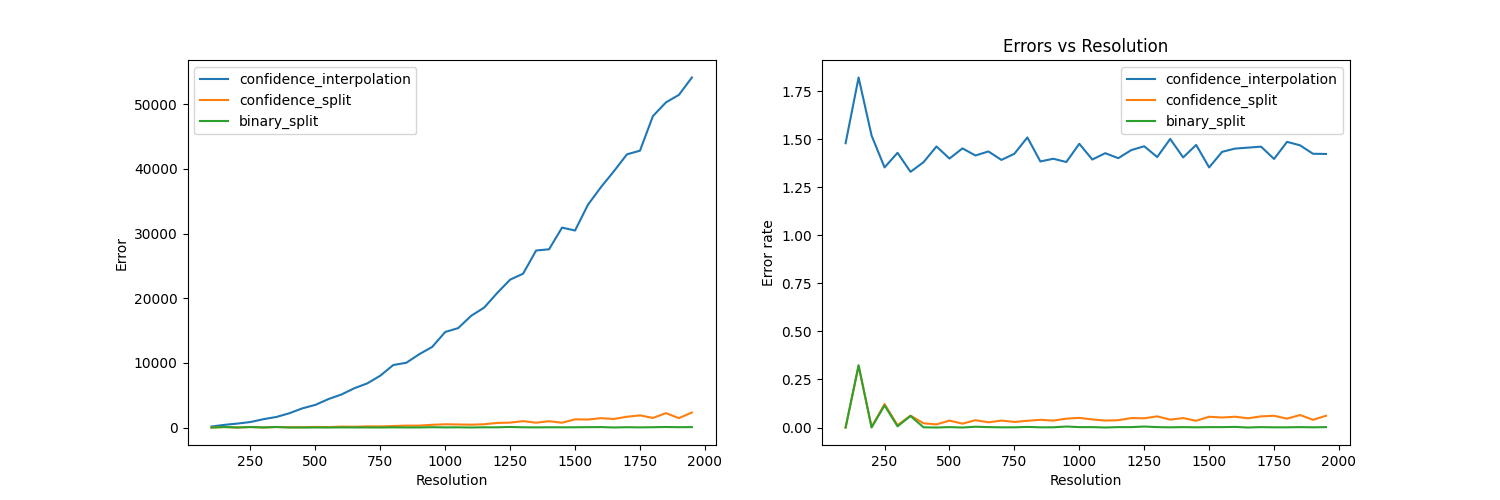 confidence_interpolation
confidence_split
binary_split
50000
40000
30000
20000
10000
0
Error
250 500 750 1000 1250 1500 1750 2000
Resolution
Errors vs Resolution
confidence_interpolation
confidence_split
binary_split
1.75
1.50
1.25
1.00
0.75
0.50
0.25
0.00
Error rate
250 500 750 1000 1250 1500 1750 2000
Resolution